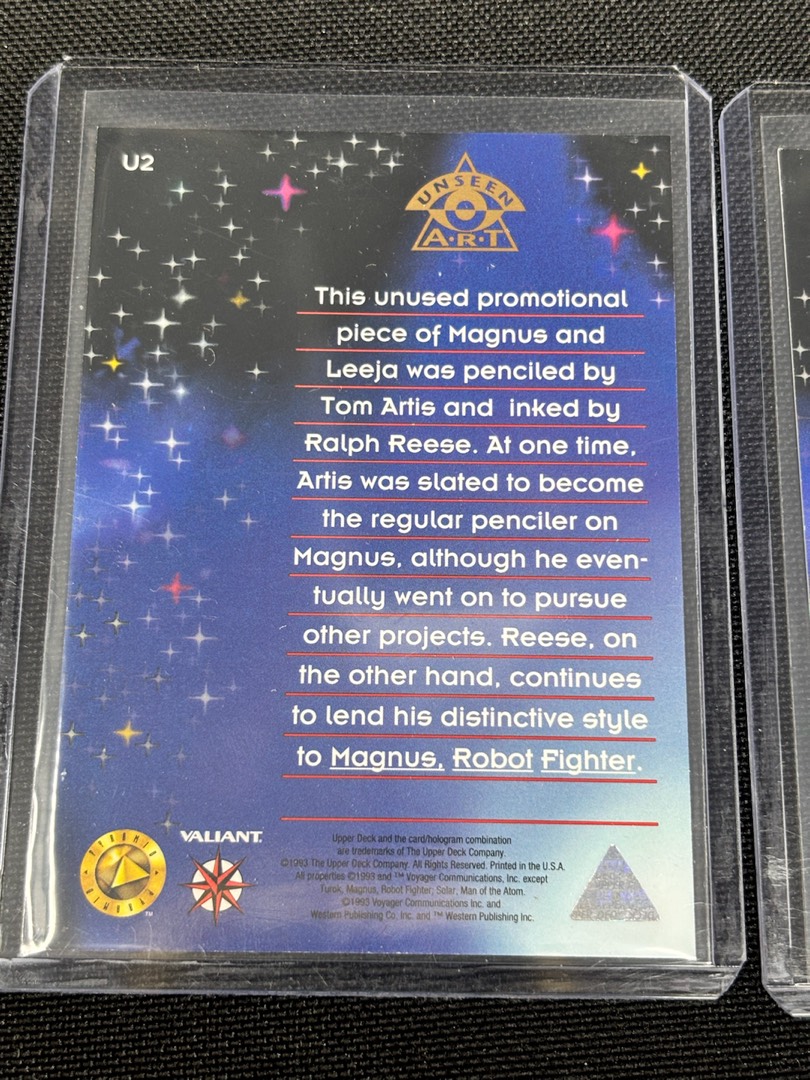 U2
UNSEEN
A·R·T
This unused promotional
piece of Magnus and
Leeja was penciled by
Tom Artis and inked by
Ralph Reese. At one time,
Artis was slated to become
the regular penciler on
Magnus, although he even-
tually went on to pursue
other projects. Reese, on
the other hand, continues
to lend his distinctive style
to Magnus, Robot Fighter.
PYRAMID
PYRAMID
TM
VALIANT
Upper Deck and the card/hologram combination
are trademarks of The Upper Deck Company.
©1993 The Upper Deck Company. All Rights Reserved. Printed in the U.S.A.
All properties ©1993 and ™ Voyager Communications, Inc. except
Turok, Magnus, Robot Fighter, Solar, Man of the Atom.
©1993 Voyager Communications Inc. and
Western Publishing Co. Inc. and ™ Western Publishing Inc.